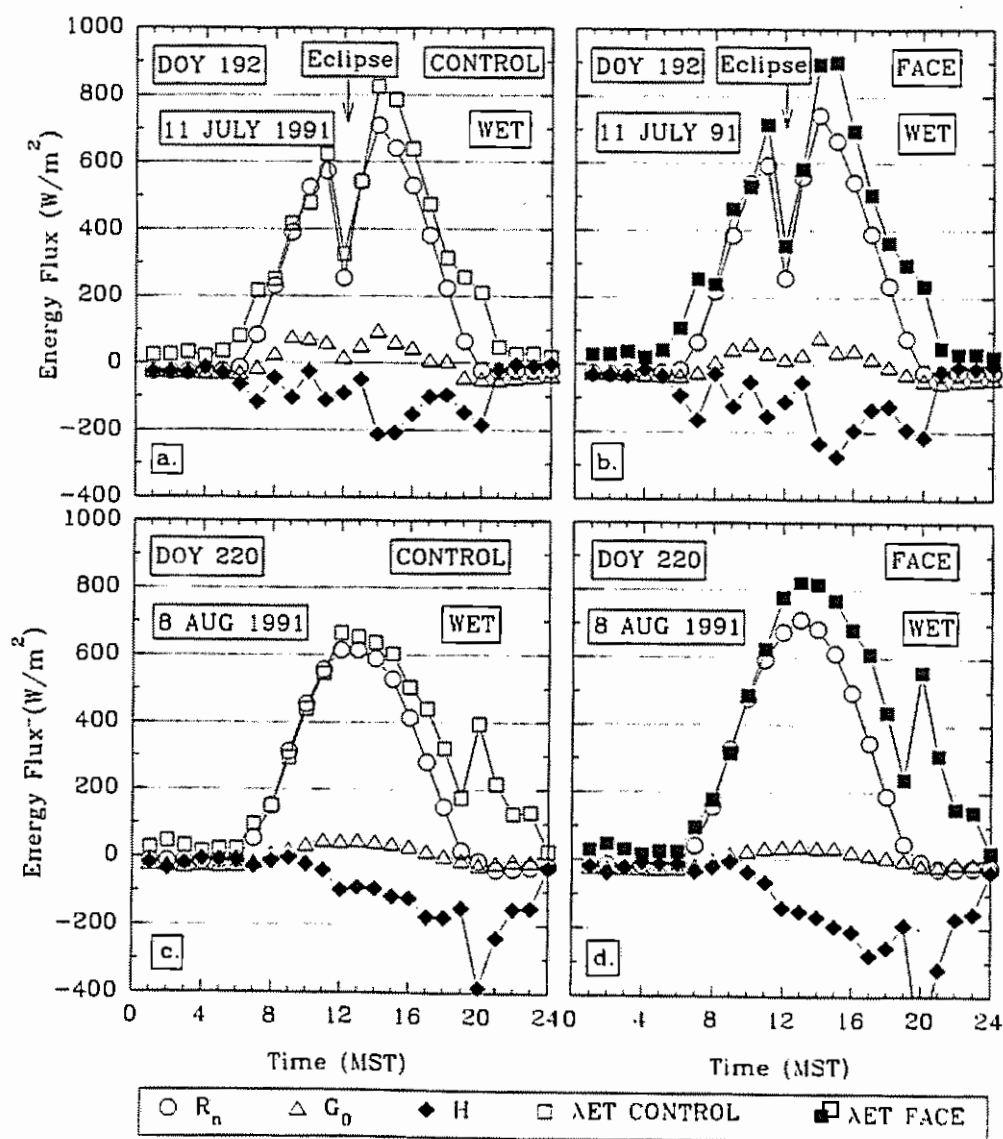 1000
800
600
400
200
0
-200
-400
Energy Flux (W/m²)
DOY 192
Eclipse
CONTROL
11 JULY 1991
WET
a.
DOY 192
Eclipse
FACE
11 JULY 91
WET
b.
1000
800
600
400
200
0
-200
-400
Energy Flux (W/m²)
DOY 220
CONTROL
8 AUG 1991
WET
c.
DOY 220
FACE
8 AUG 1991
WET
d.
0 4 8 12 16 20 24
0 4 8 12 16 20 24
Time (MST)
Time (MST)
Rn G0 H λET CONTROL λET FACE